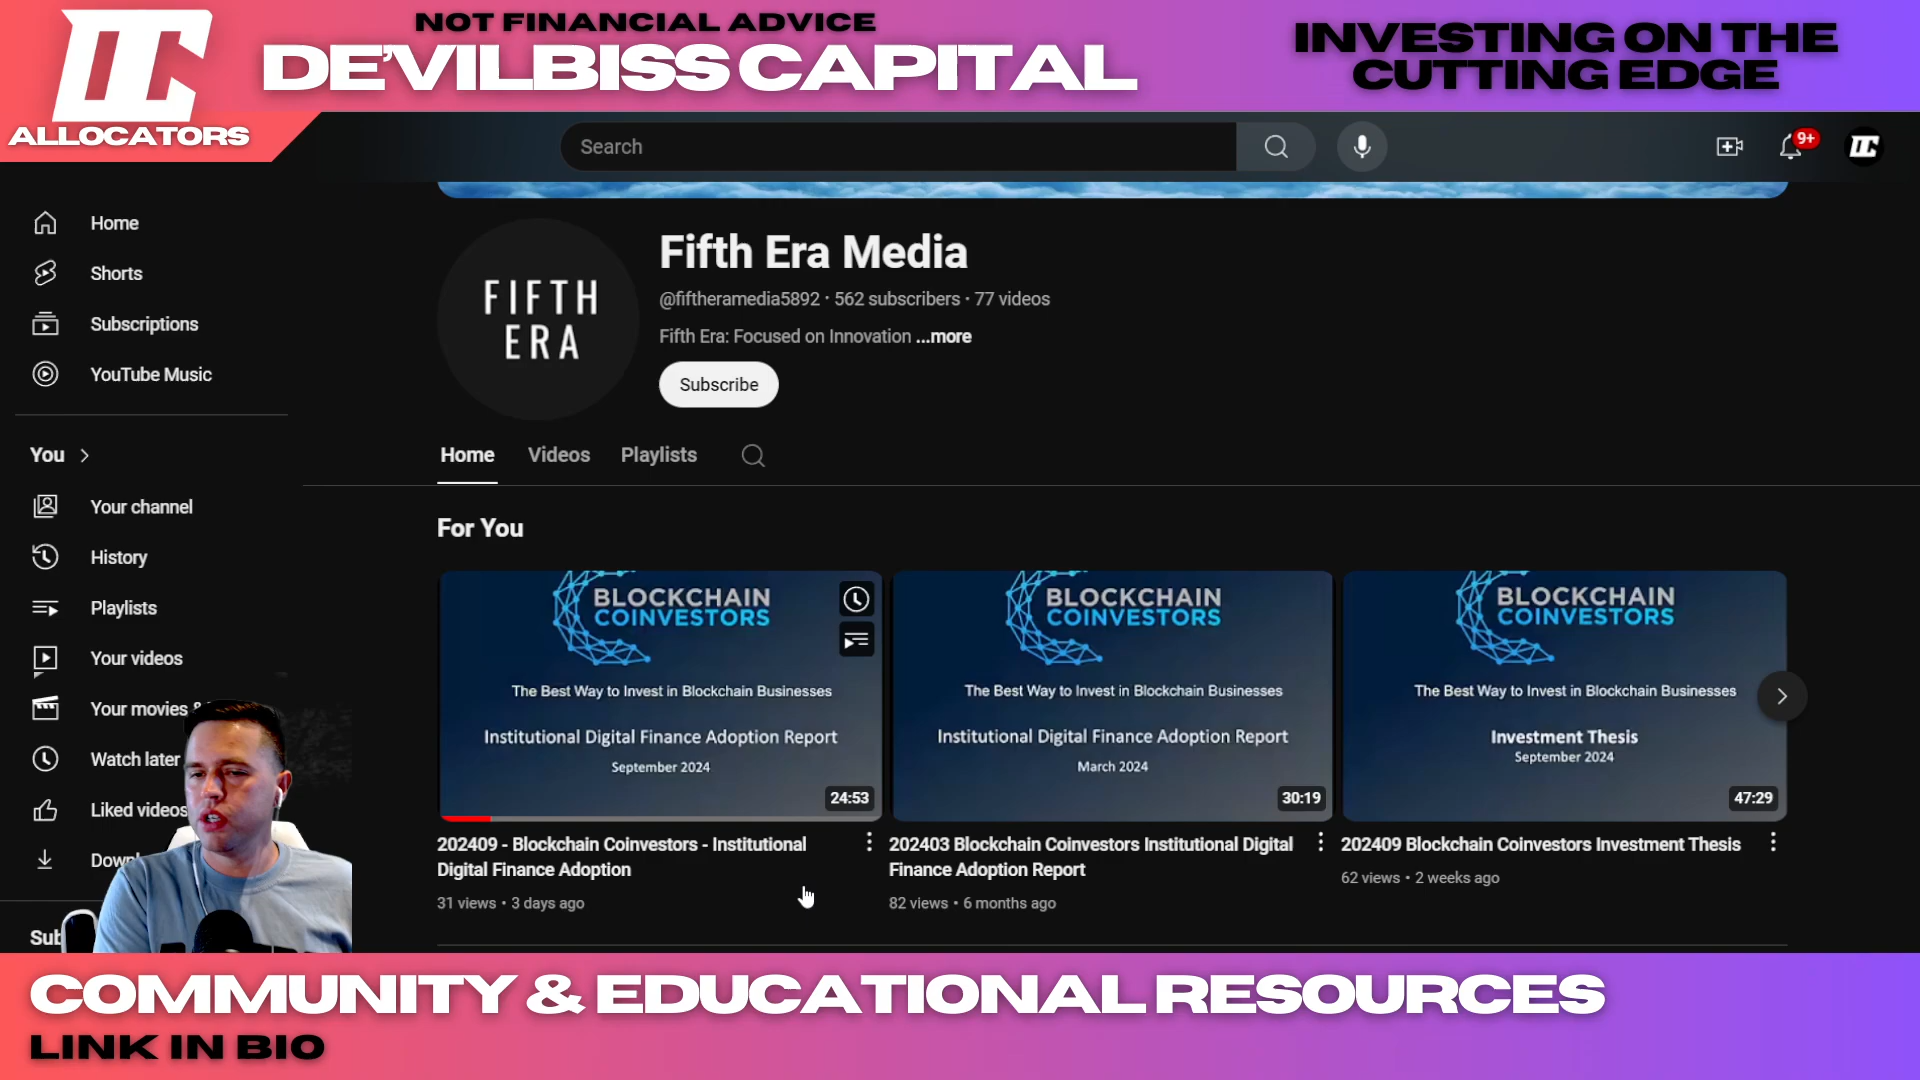 NOT FINANCIAL ADVICE
DE'VILBISS CAPITAL
INVESTING ON THE
CUTTING EDGE
ALLOCATORS
Search
9+
Home
Shorts
Subscriptions
YouTube Music
You
Your channel
History
Playlists
Your videos
Your movies &
Watch later
Liked videos
Downl
Sub
FIFTH
ERA
Fifth Era Media
@fiftheramedia5892 · 562 subscribers · 77 videos
Fifth Era: Focused on Innovation ...more
Subscribe
Home Videos Playlists
For You
BLOCKCHAIN
COINVESTORS
The Best Way to Invest in Blockchain Businesses
Institutional Digital Finance Adoption Report
September 2024
24:53
202409 - Blockchain Coinvestors - Institutional
Digital Finance Adoption
31 views • 3 days ago
BLOCKCHAIN
COINVESTORS
The Best Way to Invest in Blockchain Businesses
Institutional Digital Finance Adoption Report
March 2024
30:19
202403 Blockchain Coinvestors Institutional Digital
Finance Adoption Report
82 views • 6 months ago
BLOCKCHAIN
COINVESTORS
The Best Way to Invest in Blockchain Businesses
Investment Thesis
September 2024
47:29
202409 Blockchain Coinvestors Investment Thesis
62 views • 2 weeks ago
COMMUNITY & EDUCATIONAL RESOURCES
LINK IN BIO